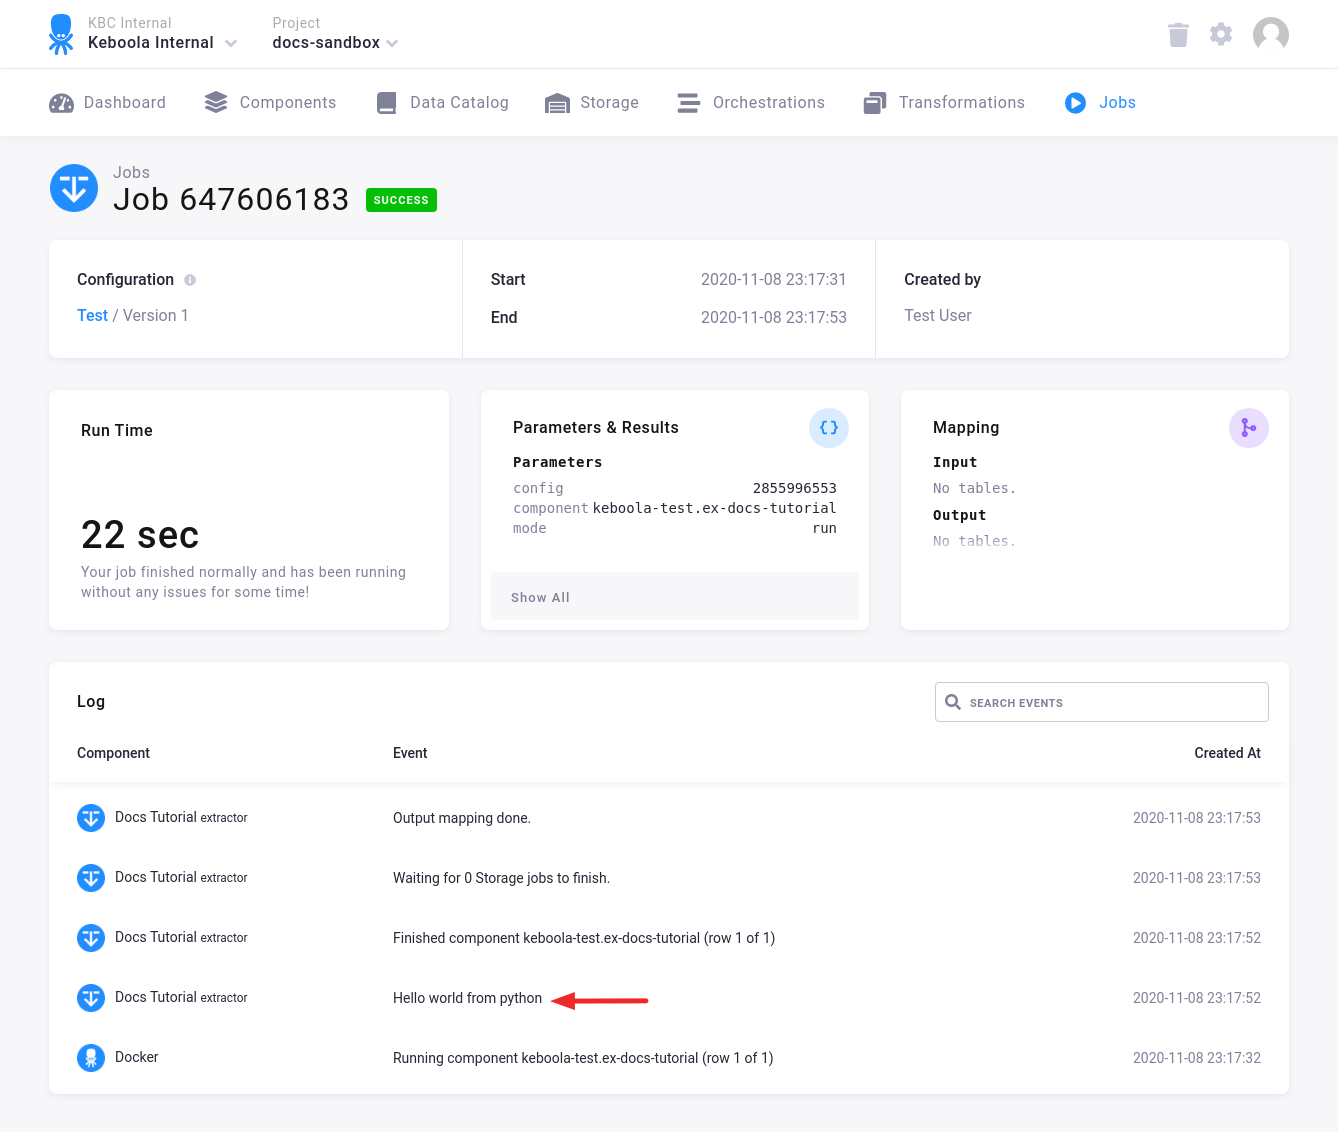 KBC Internal
Keboola Internal
Project
docs-sandbox
Dashboard
Components
Data Catalog
Storage
Orchestrations
Transformations
Jobs
Jobs
Job 647606183 SUCCESS
Configuration
Test / Version 1
Start 2020-11-08 23:17:31
End 2020-11-08 23:17:53
Created by
Test User
Run Time
22 sec
Your job finished normally and has been running
without any issues for some time!
Parameters & Results
Parameters
config 2855996553
component keboola-test.ex-docs-tutorial
mode run
Show All
Mapping
Input
No tables.
Output
No tables.
Log
SEARCH EVENTS
Component Event Created At
Docs Tutorial extractor Output mapping done. 2020-11-08 23:17:53
Docs Tutorial extractor Waiting for 0 Storage jobs to finish. 2020-11-08 23:17:53
Docs Tutorial extractor Finished component keboola-test.ex-docs-tutorial (row 1 of 1) 2020-11-08 23:17:52
Docs Tutorial extractor Hello world from python 2020-11-08 23:17:52
Docker Running component keboola-test.ex-docs-tutorial (row 1 of 1) 2020-11-08 23:17:32